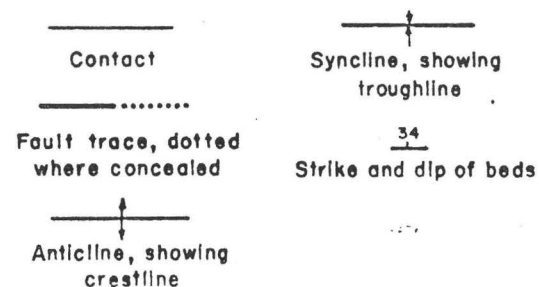 Contact
Fault trace, dotted
where concealed
Anticline, showing
crestline
Syncline, showing
troughline
34
Strike and dip of beds